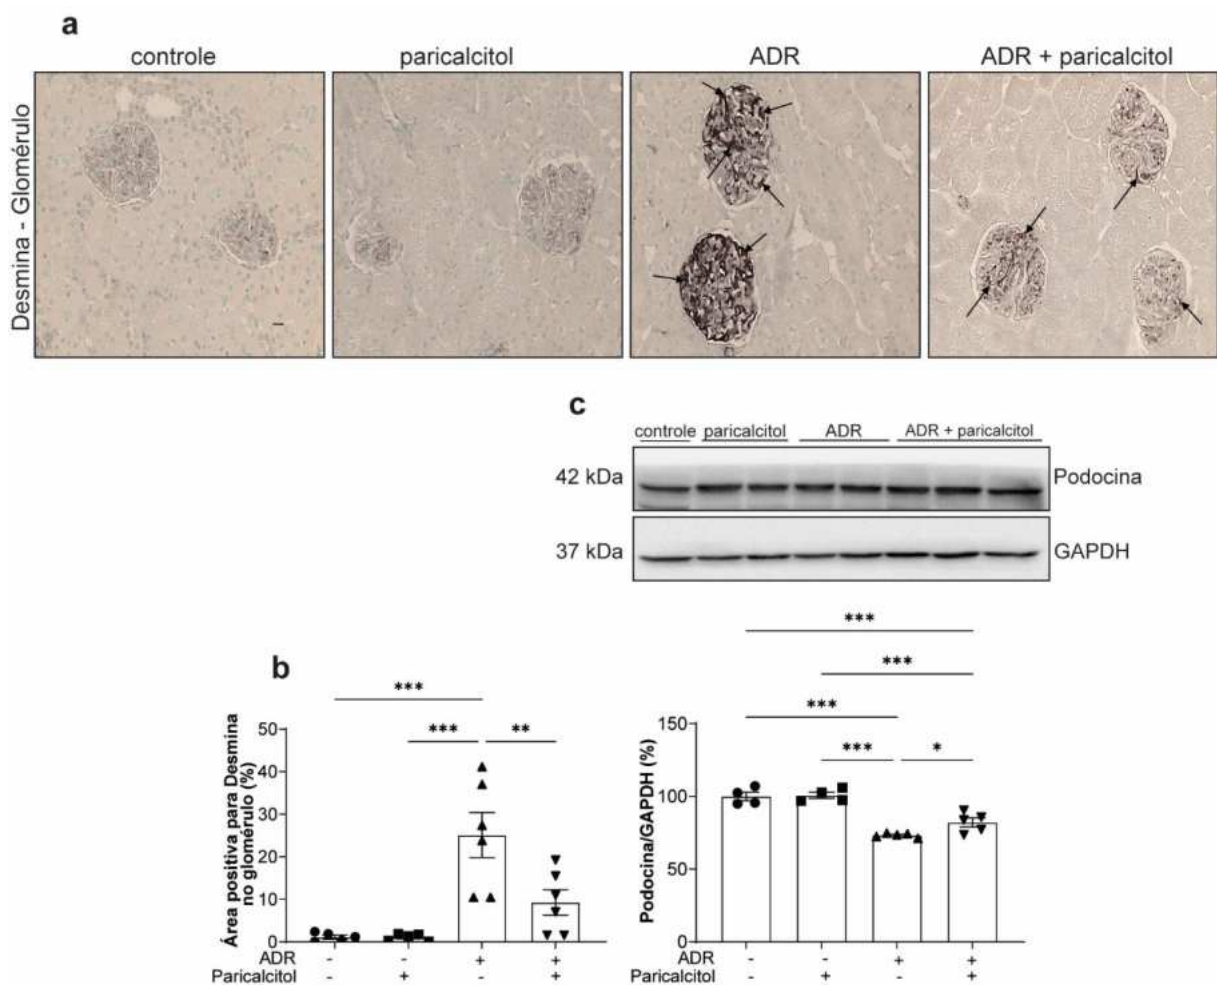 a
controle paricalcitol ADR ADR + paricalcitol
Desmina - Glomérulo
c
controle paricalcitol ADR ADR + paricalcitol
42 kDa Podocina
37 kDa GAPDH
b
*** 
*** **
Área positiva para Desmina
no glomérulo (%)
50
40
30
20
10
0
ADR - - + +
Paricalcitol - + - +
***
***
***
*** *
Podocina/GAPDH (%)
150
100
50
0
ADR - - + +
Paricalcitol - + - +